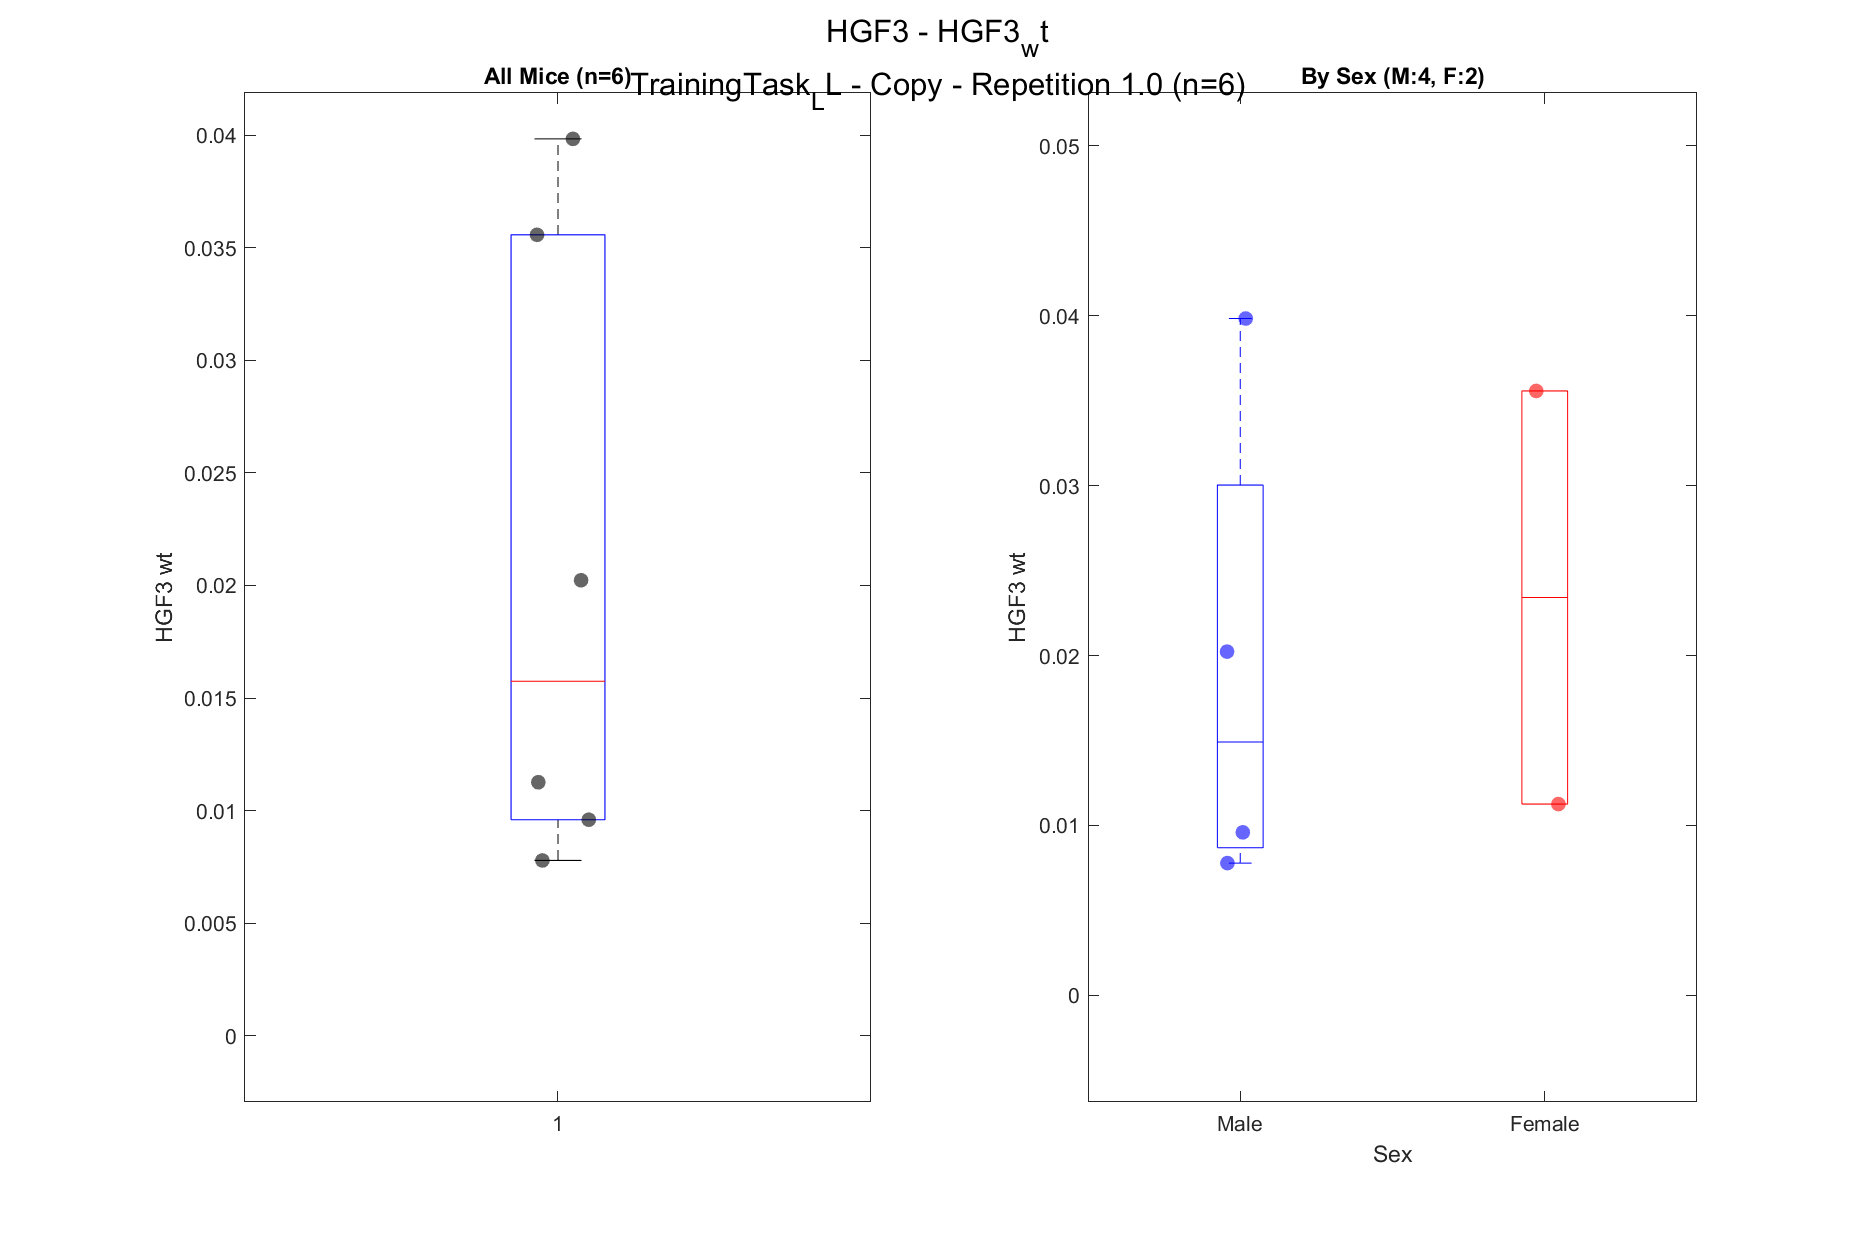 HGF3 - HGF3_wt
TrainingTask_LL - Copy - Repetition 1.0 (n=6)
All Mice (n=6)
0.04
0.035
0.03
0.025
0.02
0.015
0.01
0.005
0
HGF3 wt
1
By Sex (M:4, F:2)
0.05
0.04
0.03
0.02
0.01
0
HGF3 wt
Male
Female
Sex